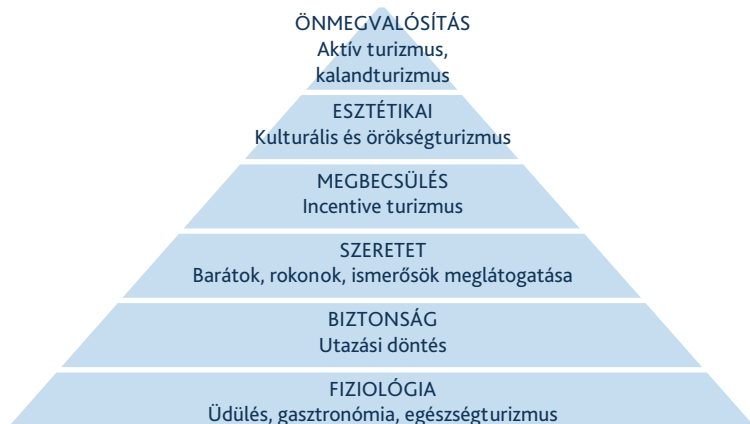 ÖNMEGVALÓSÍTÁS
Aktív turizmus,
kalandturizmus
ESZTÉTIKAI
Kulturális és örökségturizmus
MEGBECSÜLÉS
Incentive turizmus
SZERETET
Barátok, rokonok, ismerősök meglátogatása
BIZTONSÁG
Utazási döntés
FIZIOLÓGIA
Üdülés, gasztronómia, egészségturizmus